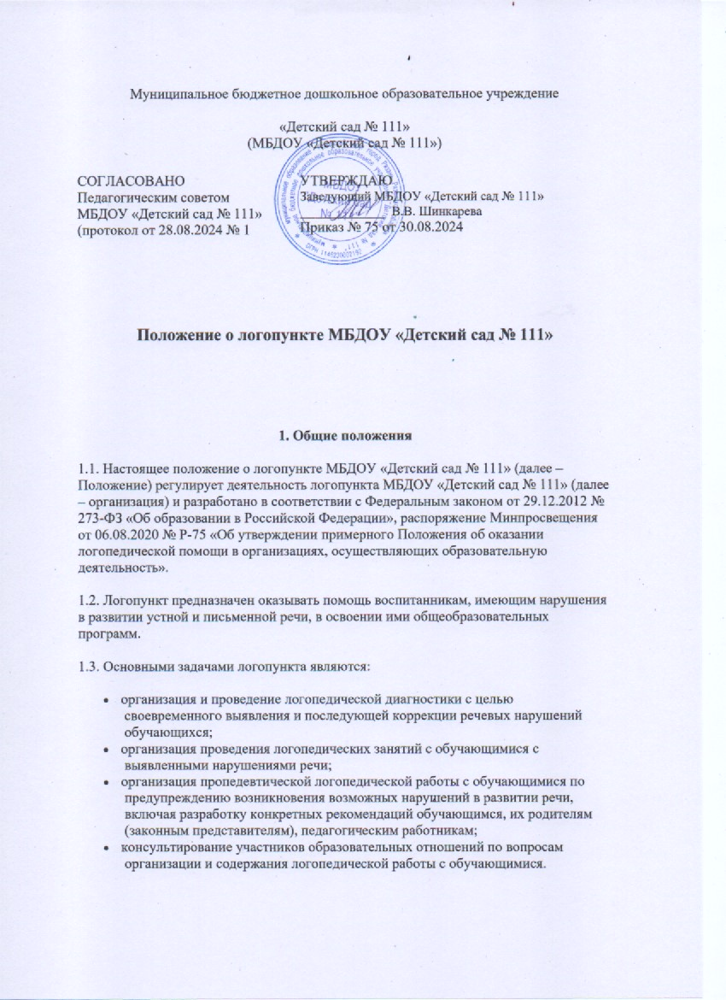 Муниципальное бюджетное дошкольное образовательное учреждение
«Детский сад № 111»
(МБДОУ «Детский сад № 111»)
СОГЛАСОВАНО
Педагогическим советом
МБДОУ «Детский сад № 111»
(протокол от 28.08.2024 № 1
УТВЕРЖДАЮ
Заведующий МБДОУ «Детский сад № 111»
В.В. Шинкарева
Приказ № 75 от 30.08.2024
Положение о логопункте МБДОУ «Детский сад № 111»
1. Общие положения
1.1. Настоящее положение о логопункте МБДОУ «Детский сад № 111» (далее –
Положение) регулирует деятельность логопункта МБДОУ «Детский сад № 111» (далее
– организация) и разработано в соответствии с Федеральным законом от 29.12.2012 №
273-ФЗ «Об образовании в Российской Федерации», распоряжение Минпросвещения
от 06.08.2020 № Р-75 «Об утверждении примерного Положения об оказании
логопедической помощи в организациях, осуществляющих образовательную
деятельность».
1.2. Логопункт предназначен оказывать помощь воспитанникам, имеющим нарушения
в развитии устной и письменной речи, в освоении ими общеобразовательных
программ.
1.3. Основными задачами логопункта являются:
• организация и проведение логопедической диагностики с целью
своевременного выявления и последующей коррекции речевых нарушений
обучающихся;
• организация проведения логопедических занятий с обучающимися с
выявленными нарушениями речи;
• организация пропедевтической логопедической работы с обучающимися по
предупреждению возникновения возможных нарушений в развитии речи,
включая разработку конкретных рекомендаций обучающимся, их родителям
(законным представителям), педагогическим работникам;
• консультирование участников образовательных отношений по вопросам
организации и содержания логопедической работы с обучающимися.